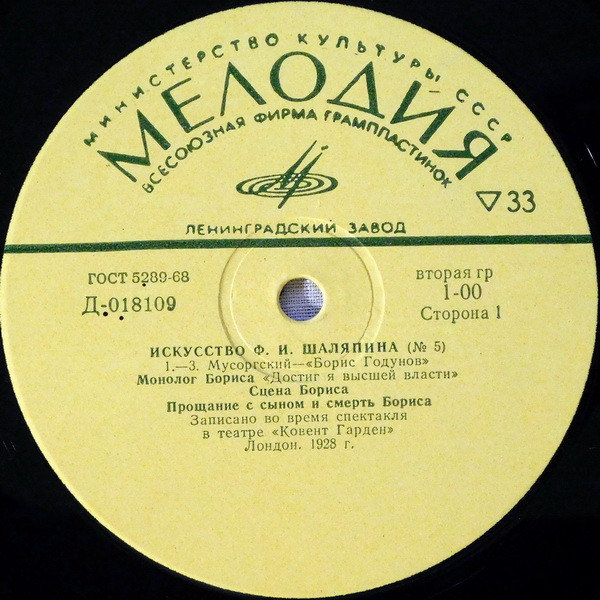 МИНИСТЕРСТВО КУЛЬТУРЫ СССР
МЕЛОДИЯ
ВСЕСОЮЗНАЯ ФИРМА ГРАМПЛАСТИНОК
▽33
ЛЕНИНГРАДСКИЙ ЗАВОД
ГОСТ 5289-68
Д-018109
вторая гр
1-00
Сторона 1
ИСКУССТВО Ф. И. ШАЛЯПИНА (№ 5)
1.—3. Мусоргский—«Борис Годунов»
Монолог Бориса «Достиг я высшей власти»
Сцена Бориса
Прощание с сыном и смерть Бориса
Записано во время спектакля
в театре «Ковент Гарден»
Лондон. 1928 г.